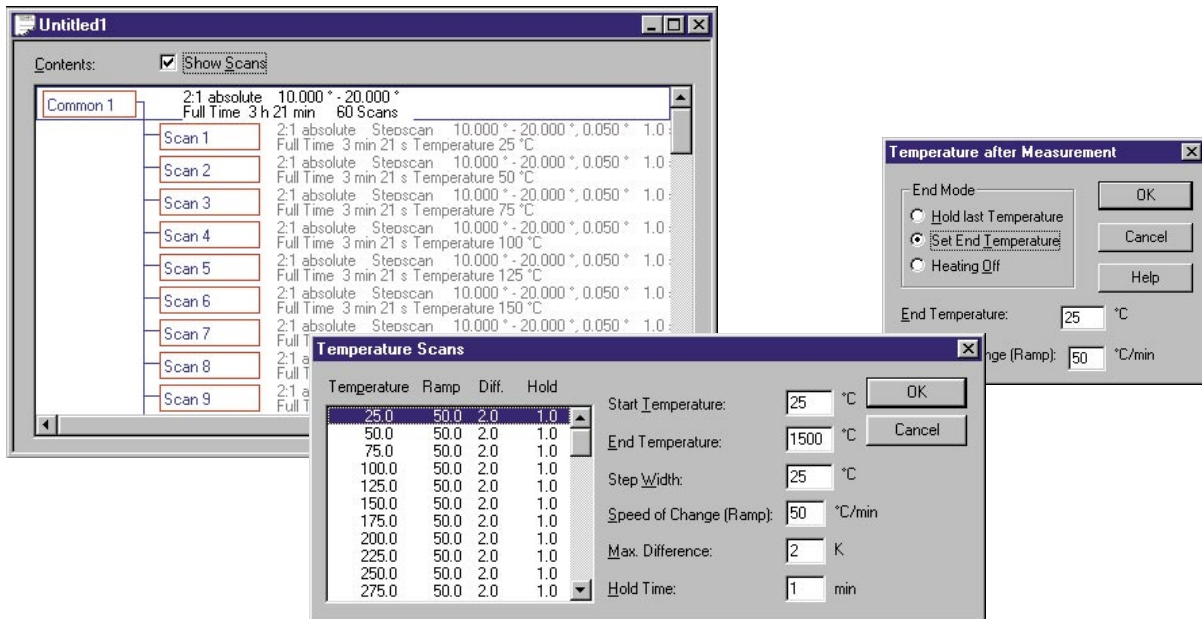 Untitled1
Contents: Show Scans
Common 1
2:1 absolute 10.000 ° - 20.000 °
Full Time 3 h 21 min 60 Scans
Scan 1
2:1 absolute Stepscan 10.000 ° - 20.000 °, 0.050 ° 1.0
Full Time 3 min 21 s Temperature 25 °C
Scan 2
2:1 absolute Stepscan 10.000 ° - 20.000 °, 0.050 ° 1.0
Full Time 3 min 21 s Temperature 50 °C
Scan 3
2:1 absolute Stepscan 10.000 ° - 20.000 °, 0.050 ° 1.0
Full Time 3 min 21 s Temperature 75 °C
Scan 4
2:1 absolute Stepscan 10.000 ° - 20.000 °, 0.050 ° 1.0
Full Time 3 min 21 s Temperature 100 °C
Scan 5
2:1 absolute Stepscan 10.000 ° - 20.000 °, 0.050 ° 1.0
Full Time 3 min 21 s Temperature 125 °C
Scan 6
2:1 absolute Stepscan 10.000 ° - 20.000 °, 0.050 ° 1.0
Full Time 3 min 21 s Temperature 150 °C
Scan 7
2:1 absolute Stepscan 10.000 ° - 20.000 °, 0.050 ° 1.0
Full
Scan 8
2:1
Full
Scan 9
2:1
Full
Temperature after Measurement
End Mode
Hold last Temperature
Set End Temperature
Heating Off
OK
Cancel
Help
End Temperature: 25 °C
(Ramp): 50 °C/min
Temperature Scans
Temperature Ramp Diff. Hold
25.0 50.0 2.0 1.0
50.0 50.0 2.0 1.0
75.0 50.0 2.0 1.0
100.0 50.0 2.0 1.0
125.0 50.0 2.0 1.0
150.0 50.0 2.0 1.0
175.0 50.0 2.0 1.0
200.0 50.0 2.0 1.0
225.0 50.0 2.0 1.0
250.0 50.0 2.0 1.0
275.0 50.0 2.0 1.0
Start Temperature: 25 °C
End Temperature: 1500 °C
Step Width: 25 °C
Speed of Change (Ramp): 50 °C/min
Max. Difference: 2 K
Hold Time: 1 min
OK
Cancel